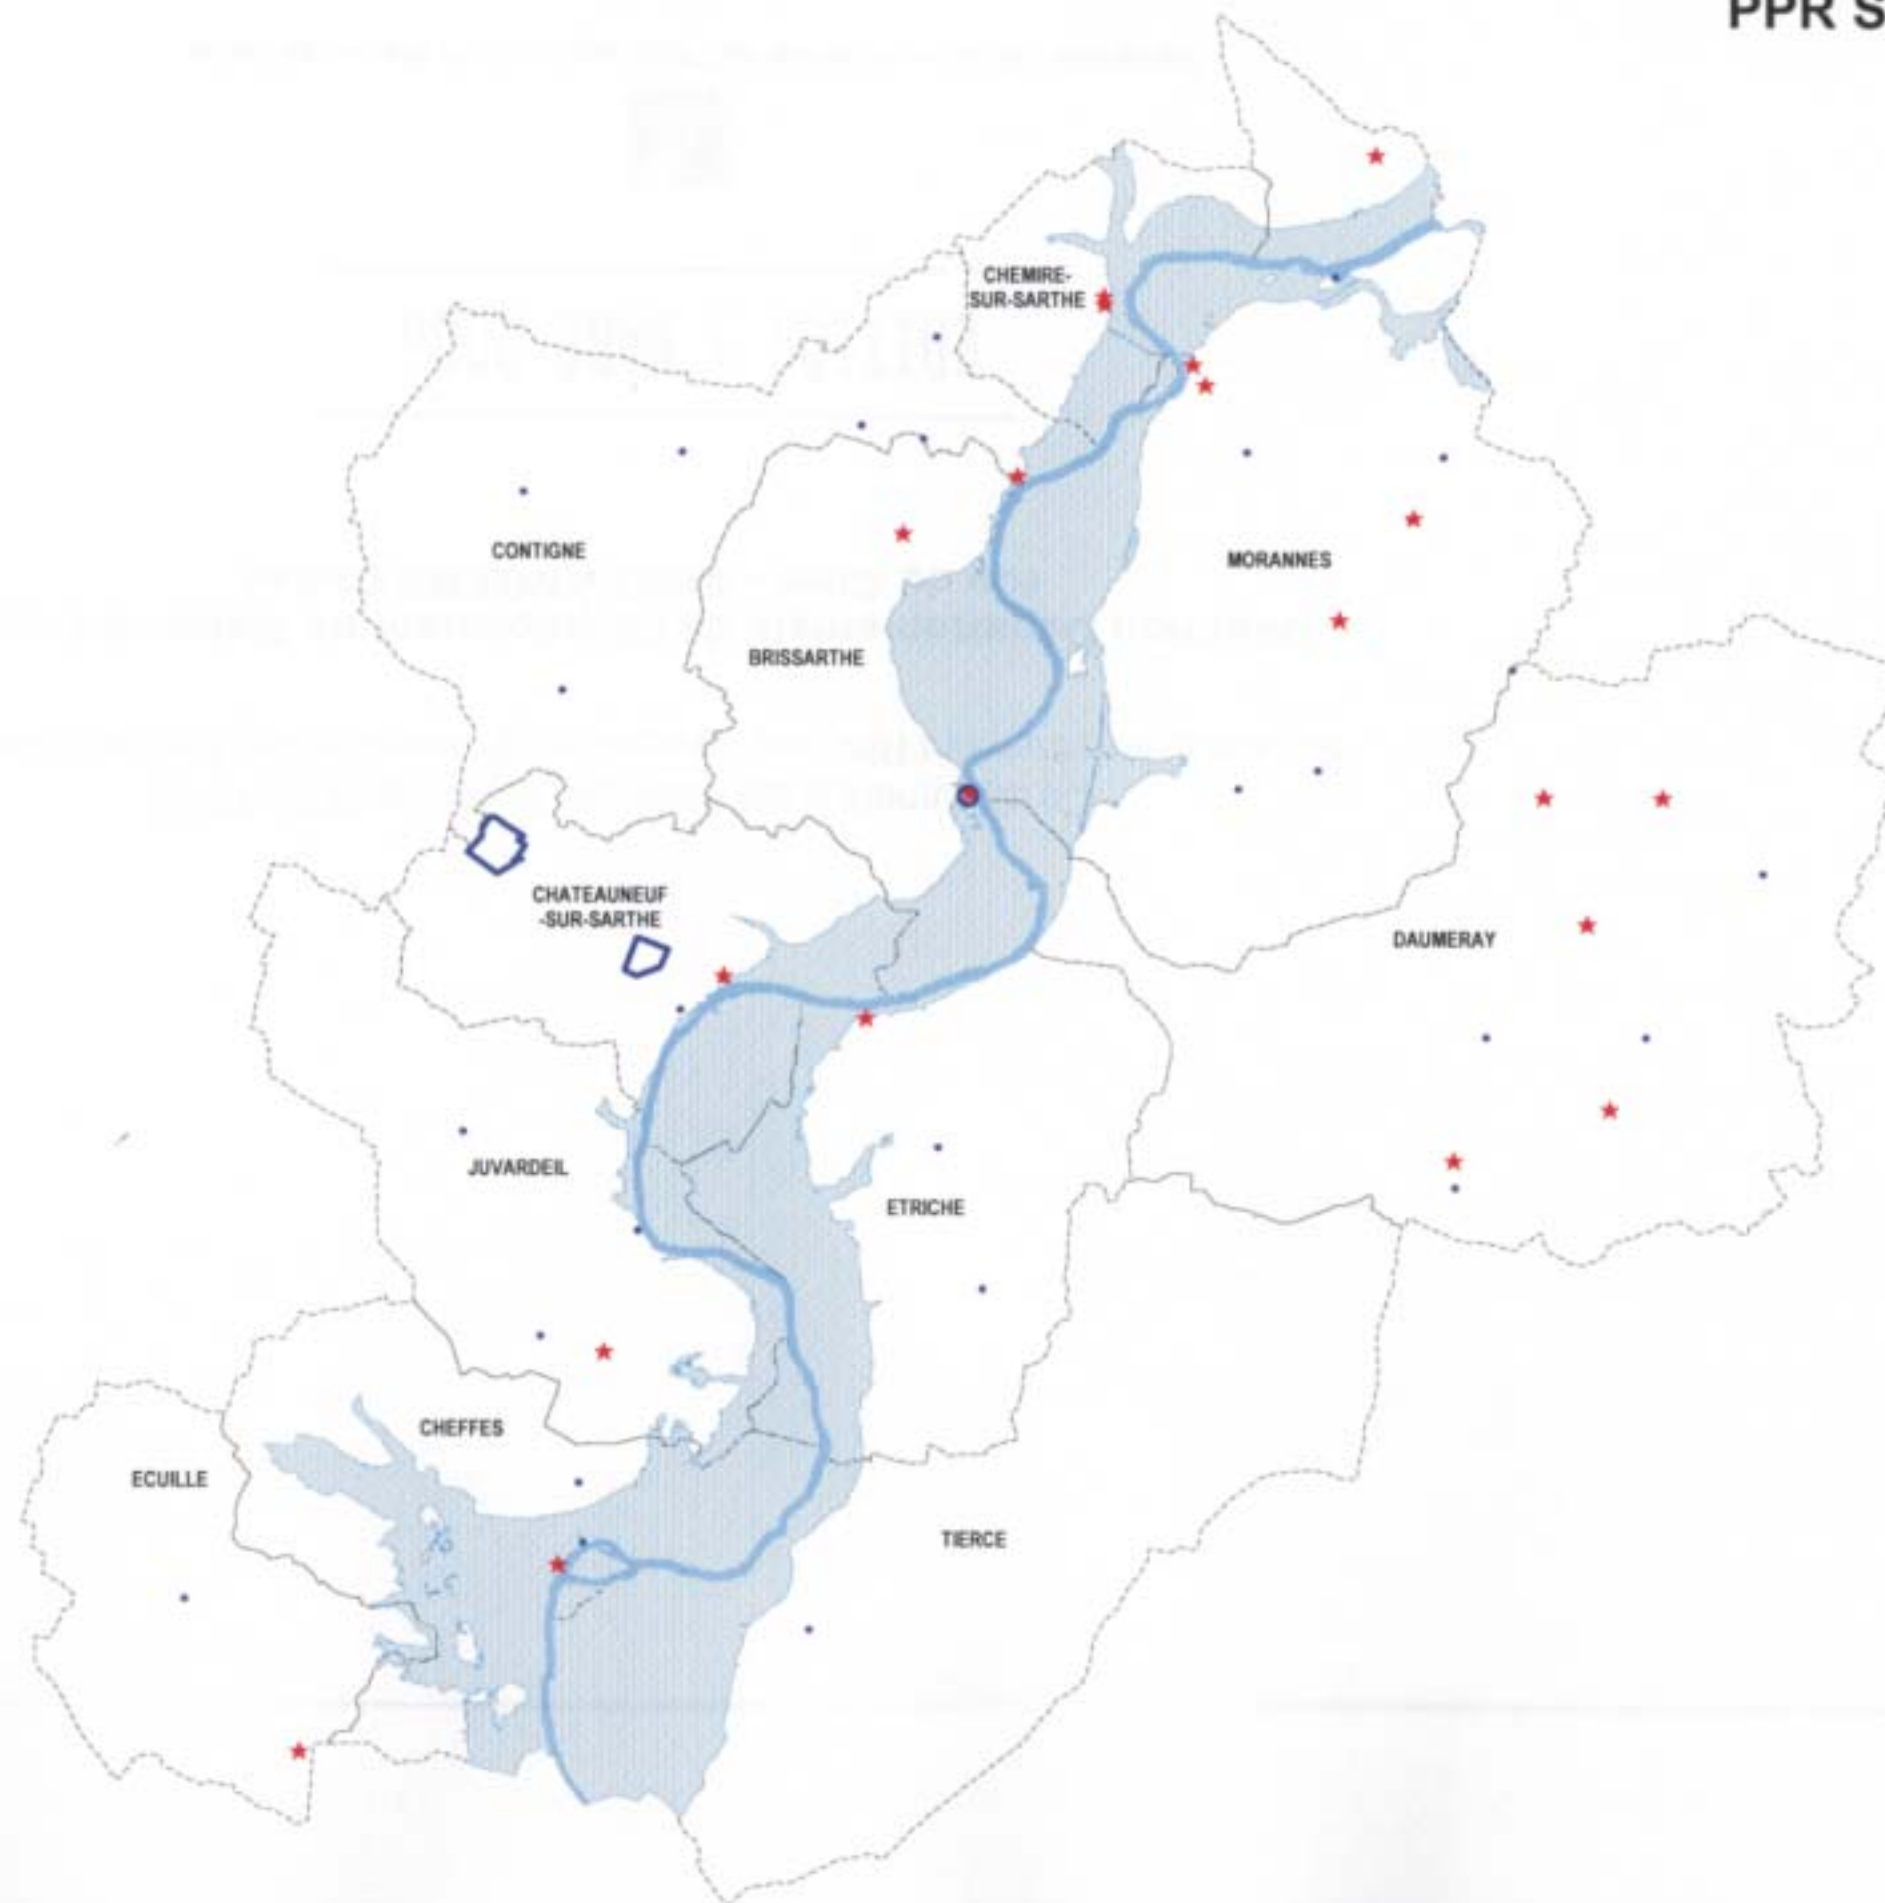 PPR S
CHEMIRE-
SUR-SARTHE
CONTIGNE
MORANNES
BRISSARTHE
CHATEAUNEUF
-SUR-SARTHE
DAUMERAY
JUVARDEIL
ETRICHE
CHEFFES
ECUILLE
TIERCE